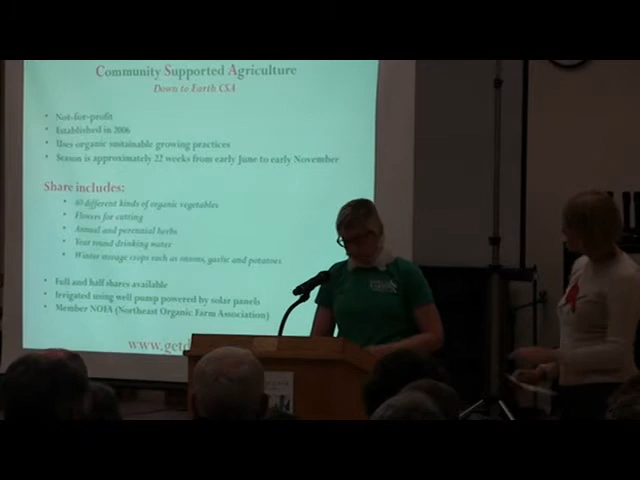 Community Supported Agriculture
Down to Earth CSA
• Not-for-profit
• Established in 2006
• Uses organic sustainable growing practices
• Season is approximately 22 weeks from early June to early November
Share includes:
• 40 different kinds of organic vegetables
• Flowers for cutting
• Annual and perennial herbs
• Year round drinking water
• Winter storage crops such as onions, garlic and potatoes
• Full and half shares available
• Irrigated using well pump powered by solar panels
• Member NOFA (Northeast Organic Farm Association)
www.getd